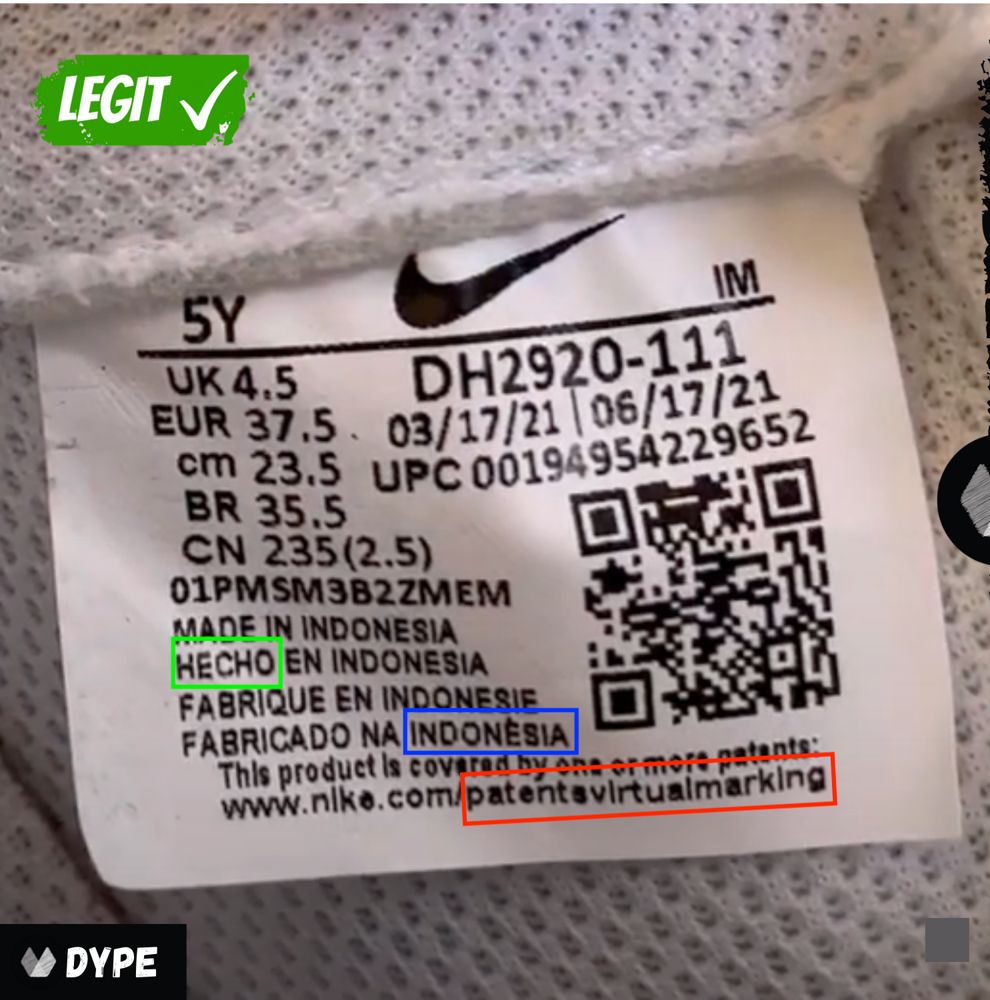 LEGIT
5Y
IM
UK 4.5
DH2920-111
EUR 37.5
03/17/21 | 06/17/21
cm 23.5
UPC 00194954229652
BR 35.5
CN 235(2.5)
01PMSM3B2ZMEM
MADE IN INDONESIA
HECHO EN INDONESIA
FABRIQUE EN INDONESIE
FABRICADO NA INDONÉSIA
This product is covered by one or more patents:
www.nike.com/patentsvirtualmarking
DYPE